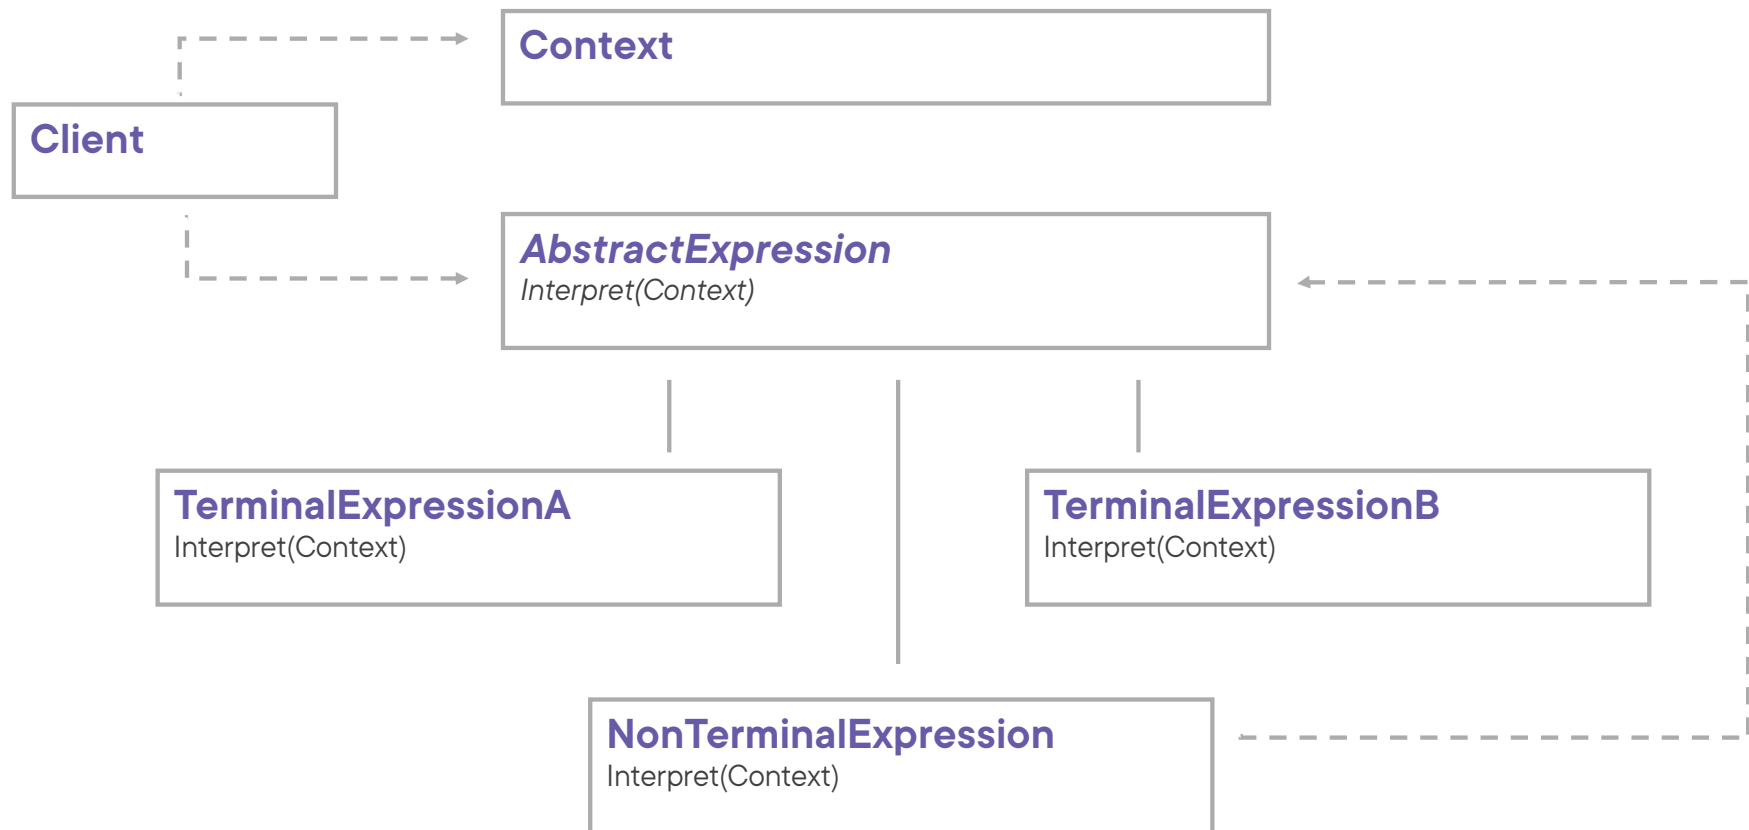 Context
Client
AbstractExpression
Interpret(Context)
TerminalExpressionA
Interpret(Context)
TerminalExpressionB
Interpret(Context)
NonTerminalExpression
Interpret(Context)